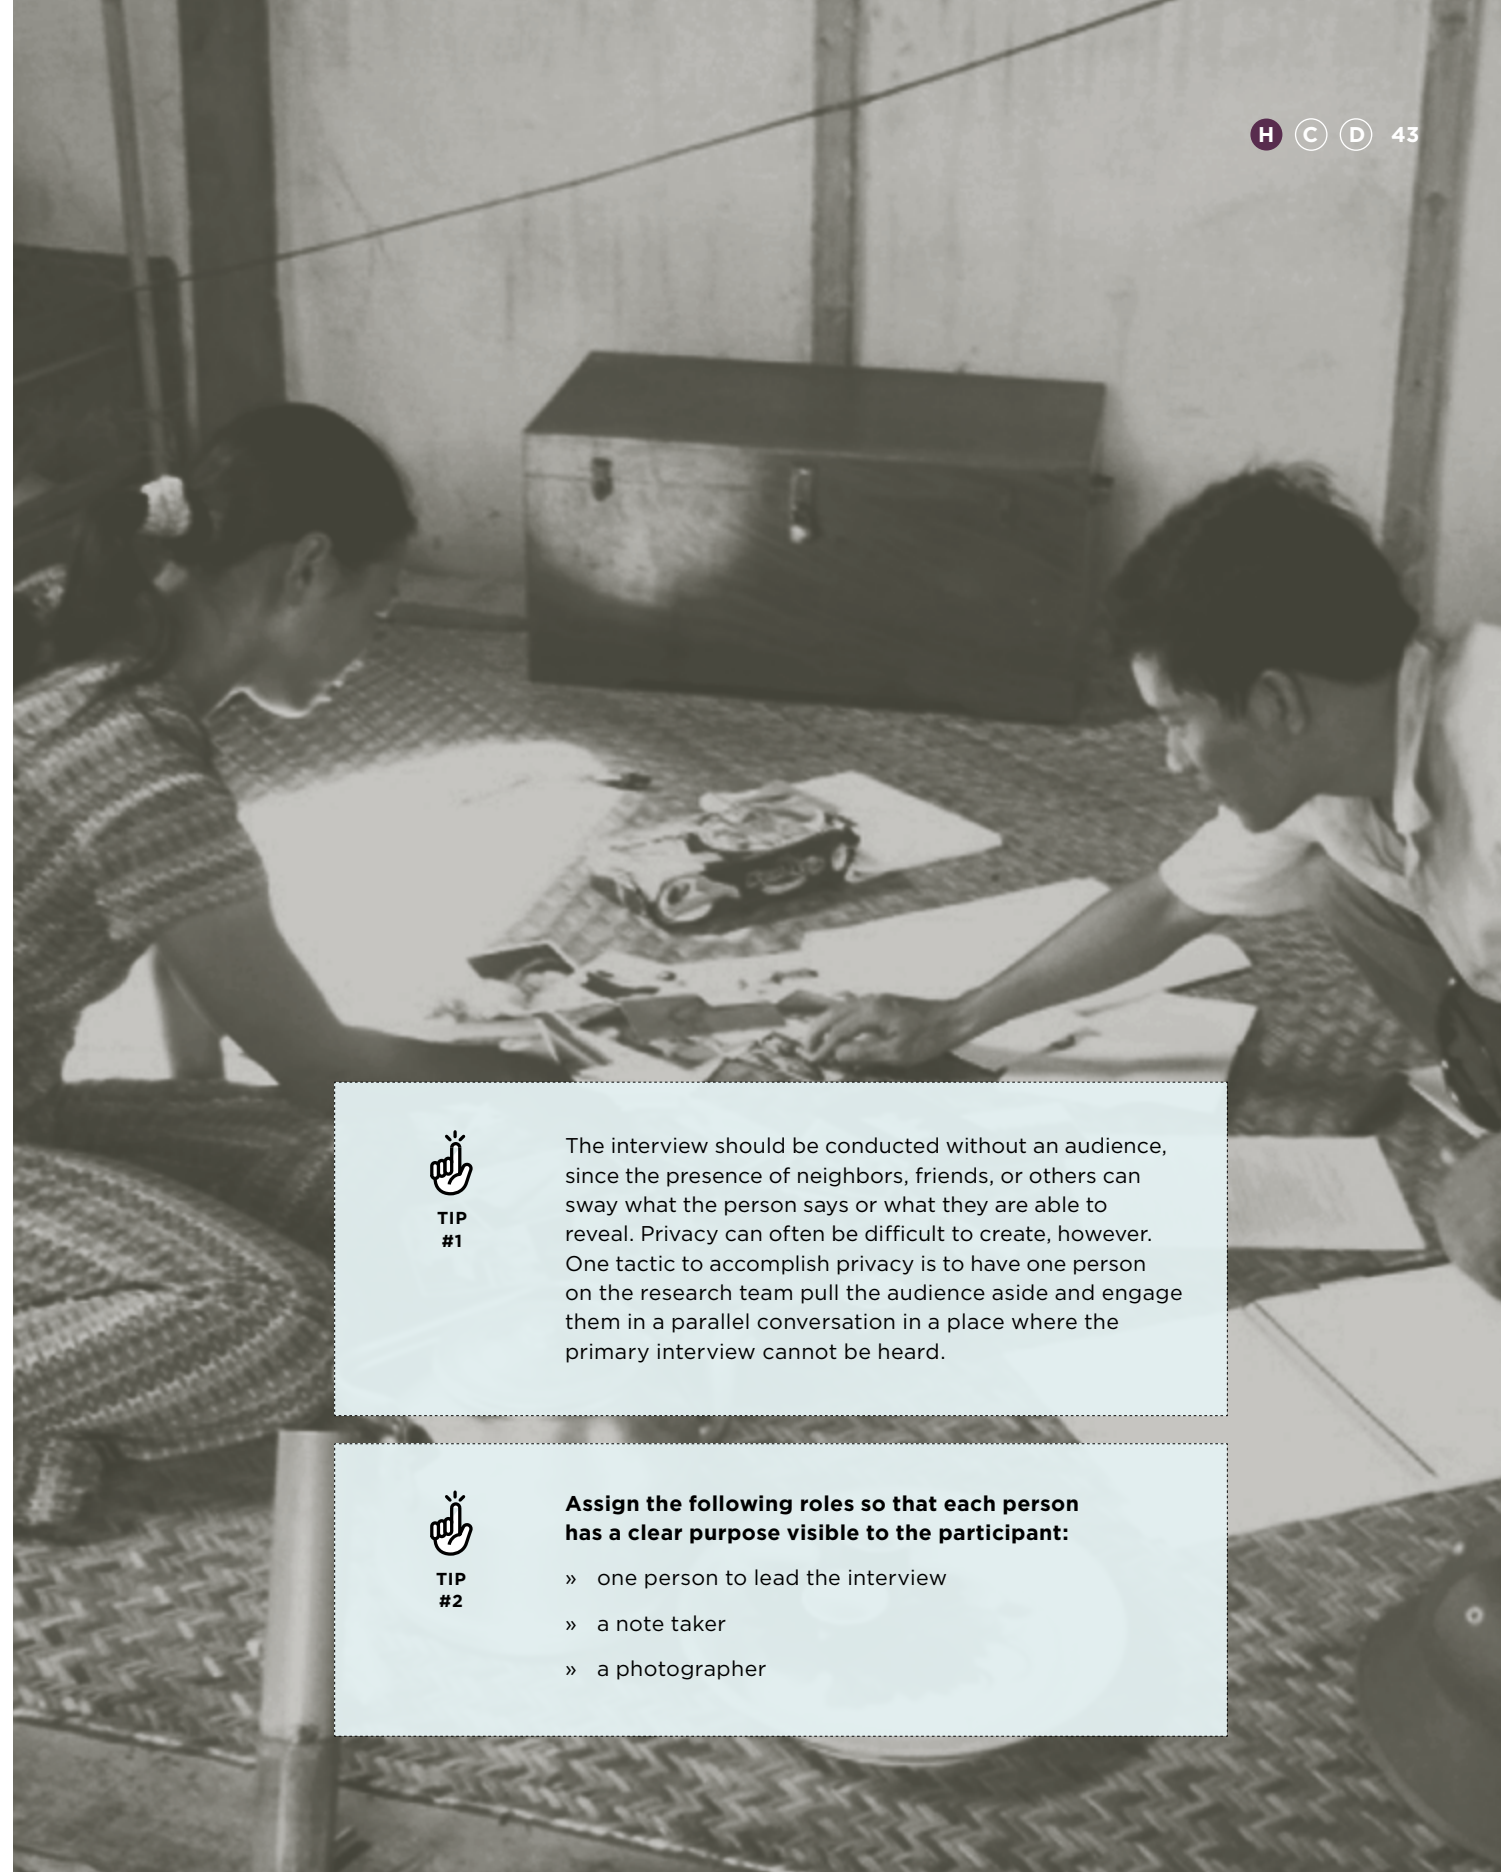 H C D 43
TIP
#1
The interview should be conducted without an audience,
since the presence of neighbors, friends, or others can
sway what the person says or what they are able to
reveal. Privacy can often be difficult to create, however.
One tactic to accomplish privacy is to have one person
on the research team pull the audience aside and engage
them in a parallel conversation in a place where the
primary interview cannot be heard.
TIP
#2
Assign the following roles so that each person
has a clear purpose visible to the participant:
» one person to lead the interview
» a note taker
» a photographer